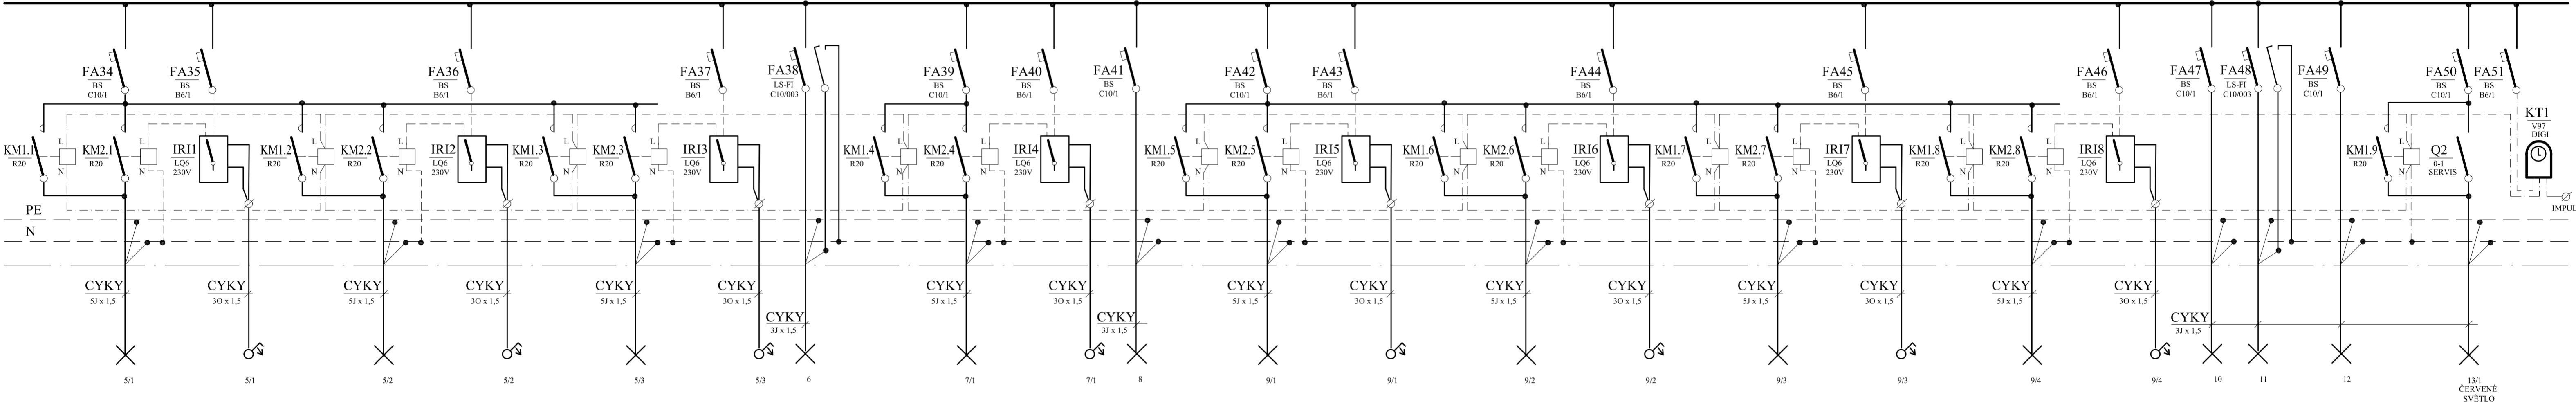 FA34
BS
C10/1
FA35
BS
B6/1
FA36
BS
B6/1
FA37
BS
B6/1
FA38
LS-FI
C10/003
FA39
BS
C10/1
FA40
BS
B6/1
FA41
BS
C10/1
FA42
BS
C10/1
FA43
BS
B6/1
FA44
BS
B6/1
FA45
BS
B6/1
FA46
BS
B6/1
FA47
BS
C10/1
FA48
LS-FI
C10/003
FA49
BS
C10/1
FA50
BS
C10/1
FA51
BS
B6/1
KM1.1
R20
L
N
KM2.1
R20
L
N
IRI1
LQ6
230V
KM1.2
R20
L
N
KM2.2
R20
L
N
IRI2
LQ6
230V
KM1.3
R20
L
N
KM2.3
R20
L
N
IRI3
LQ6
230V
KM1.4
R20
L
N
KM2.4
R20
L
N
IRI4
LQ6
230V
KM1.5
R20
L
N
KM2.5
R20
L
N
IRI5
LQ6
230V
KM1.6
R20
L
N
KM2.6
R20
L
N
IRI6
LQ6
230V
KM1.7
R20
L
N
KM2.7
R20
L
N
IRI7
LQ6
230V
KM1.8
R20
L
N
KM2.8
R20
L
N
IRI8
LQ6
230V
KM1.9
R20
L
N
Q2
0-1
SERVIS
KT1
V97
DIGI
IMPUL
PE
N
CYKY
5J x 1,5
CYKY
3O x 1,5
CYKY
5J x 1,5
CYKY
3O x 1,5
CYKY
5J x 1,5
CYKY
3O x 1,5
CYKY
3J x 1,5
CYKY
5J x 1,5
CYKY
3O x 1,5
CYKY
3J x 1,5
CYKY
5J x 1,5
CYKY
3O x 1,5
CYKY
5J x 1,5
CYKY
3O x 1,5
CYKY
5J x 1,5
CYKY
3O x 1,5
CYKY
5J x 1,5
CYKY
3O x 1,5
CYKY
3J x 1,5
5/1
5/1
5/2
5/2
5/3
5/3
6
7/1
7/1
8
9/1
9/1
9/2
9/2
9/3
9/3
9/4
9/4
10
11
12
13/1
ČERVENÉ
SVĚTLO